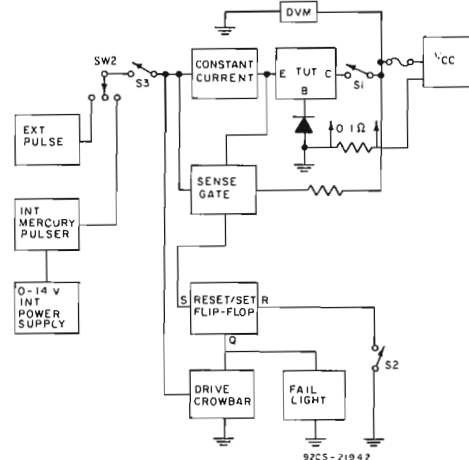 DVM
SW2
S3
CONSTANT
CURRENT
E TUT C
B
S1
VCC
0.1Ω
EXT
PULSE
SENSE
GATE
INT
MERCURY
PULSER
0-14 V
INT
POWER
SUPPLY
S RESET/SET R
FLIP-FLOP
Q
S2
DRIVE
CROWBAR
FAIL
LIGHT
92CS-21942